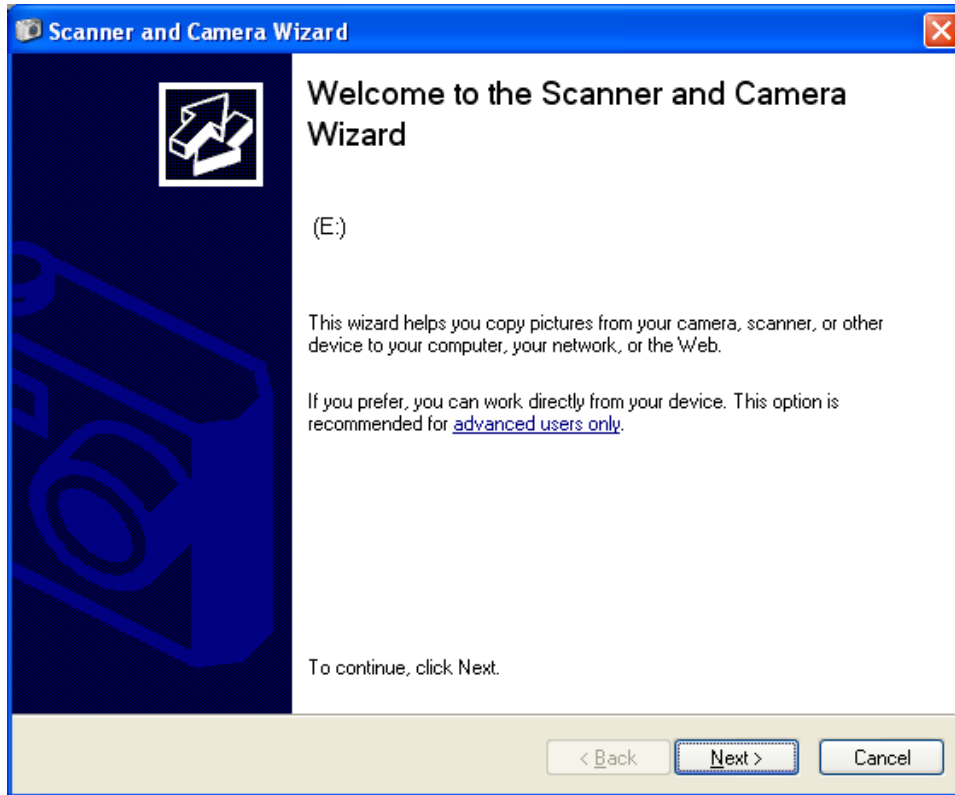 Scanner and Camera Wizard
Welcome to the Scanner and Camera
Wizard
(E:)
This wizard helps you copy pictures from your camera, scanner, or other
device to your computer, your network, or the Web.
If you prefer, you can work directly from your device. This option is
recommended for advanced users only.
To continue, click Next.
< Back Next > Cancel